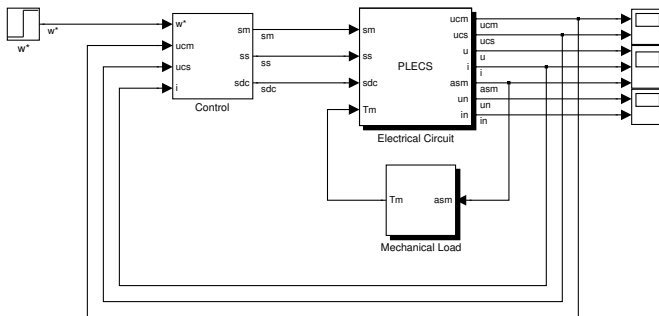 w*
w*
w*
ucm
ucs
i
sm
ss
sdc
Control
sm
ss
sdc
sm
ss
sdc
Tm
PLECS
ucm
ucs
u
i
asm
un
in
Electrical Circuit
ucm
ucs
u
i
asm
un
in
Tm
asm
Mechanical Load